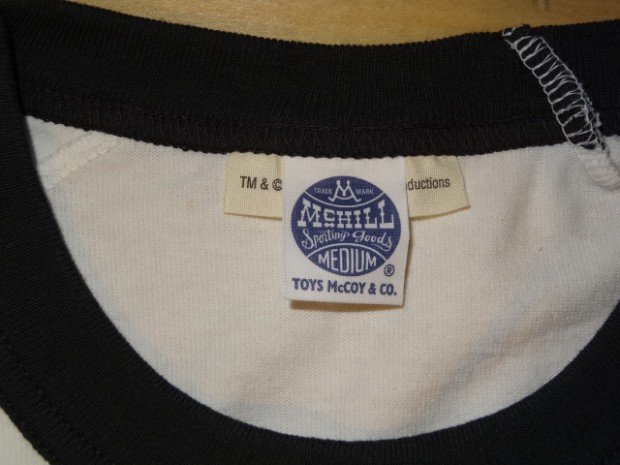 TM & ©
ductions
TRADE MARK
McHILL
Sporting Goods
MEDIUM
®
TOYS McCOY & CO.